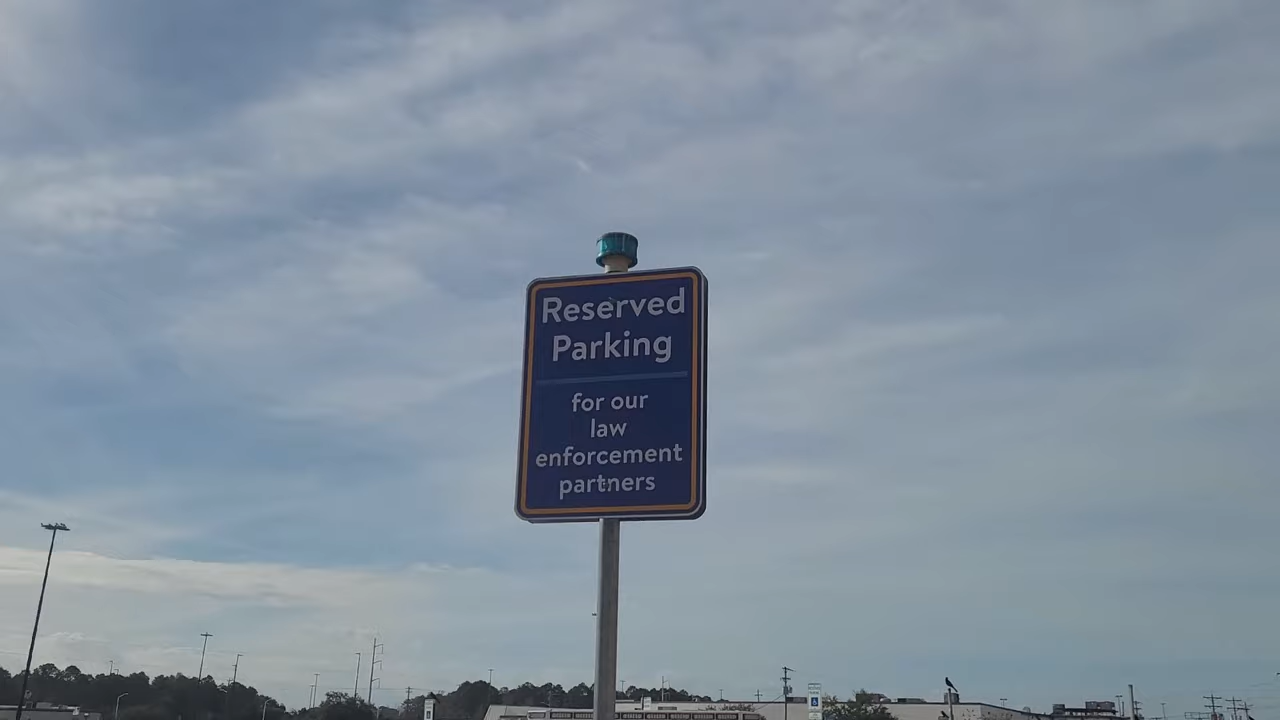 Reserved
Parking
for our
law
enforcement
partners